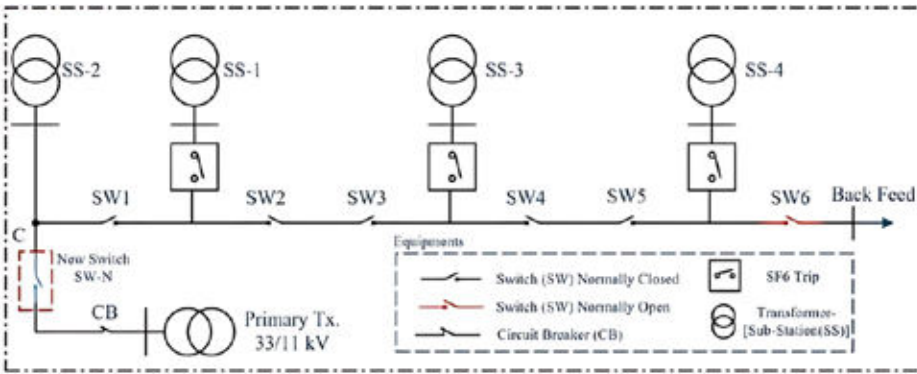 SS-2
SS-1
SS-3
SS-4
SW1
SW2
SW3
SW4
SW5
SW6
Back Feed
C
New Switch
SW-N
CB
Primary Tx.
33/11 kV
Equipments
Switch (SW) Normally Closed
SF6 Trip
Switch (SW) Normally Open
Circuit Breaker (CB)
Transformer-
[Sub-Station(SS)]